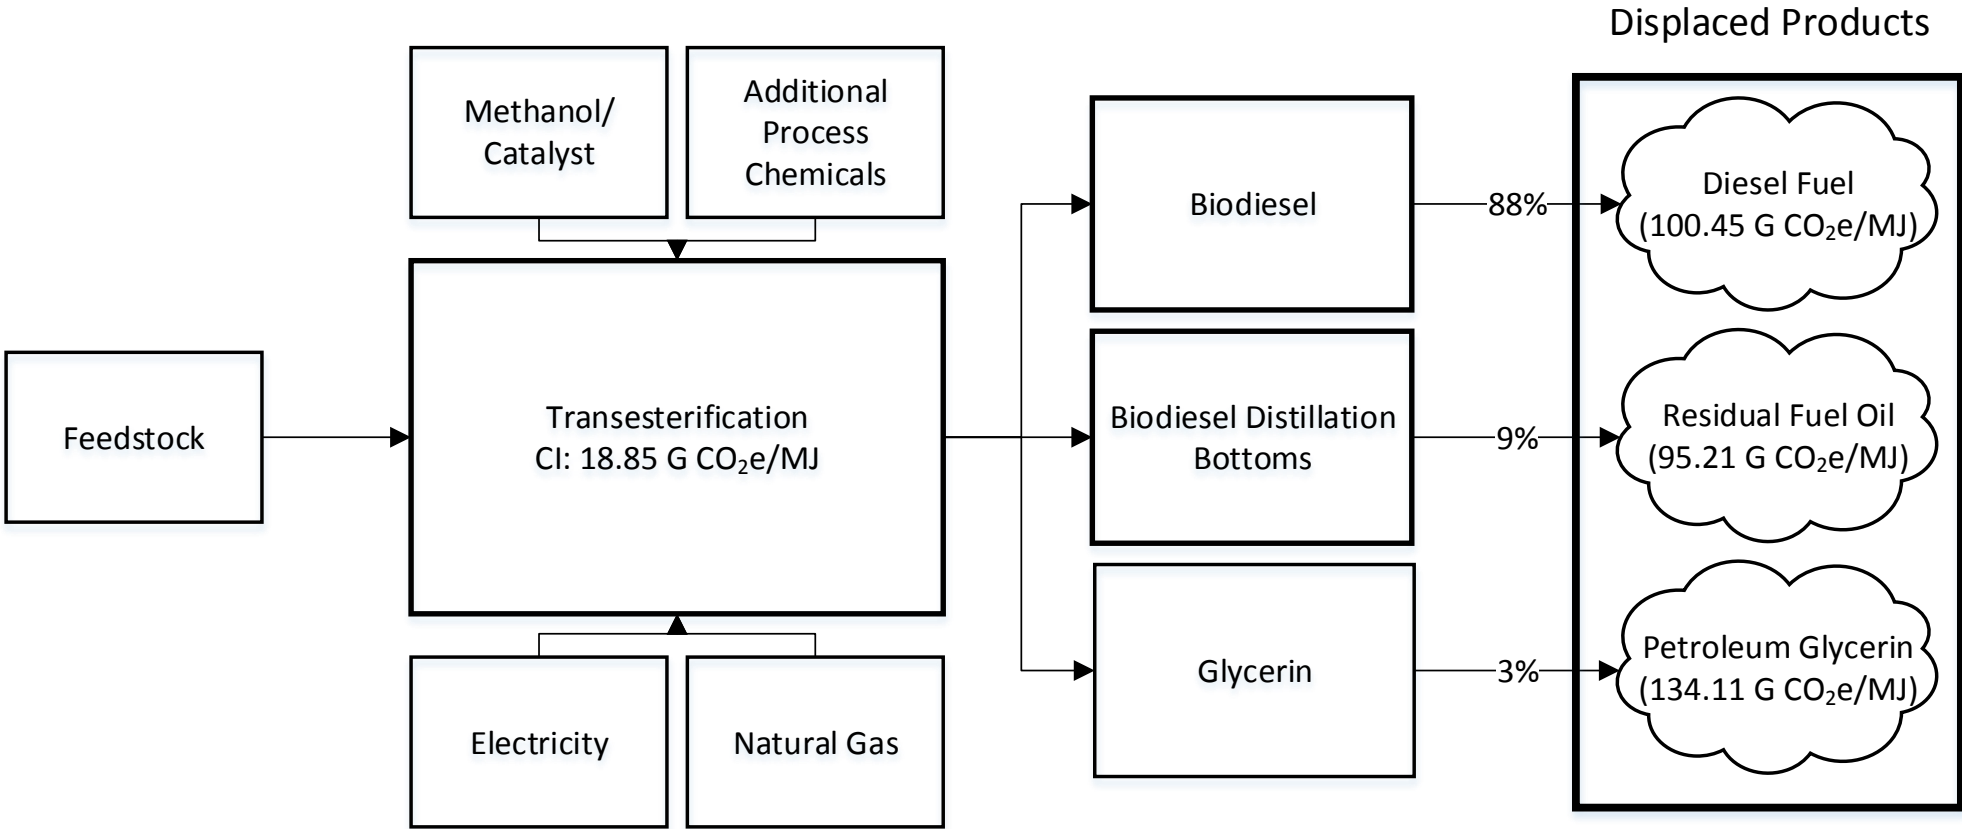 Displaced Products
Methanol/
Catalyst
Additional
Process
Chemicals
Feedstock
Transesterification
CI: 18.85 G CO₂e/MJ
Electricity
Natural Gas
Biodiesel
88%
Diesel Fuel
(100.45 G CO₂e/MJ)
Biodiesel Distillation
Bottoms
9%
Residual Fuel Oil
(95.21 G CO₂e/MJ)
Glycerin
3%
Petroleum Glycerin
(134.11 G CO₂e/MJ)